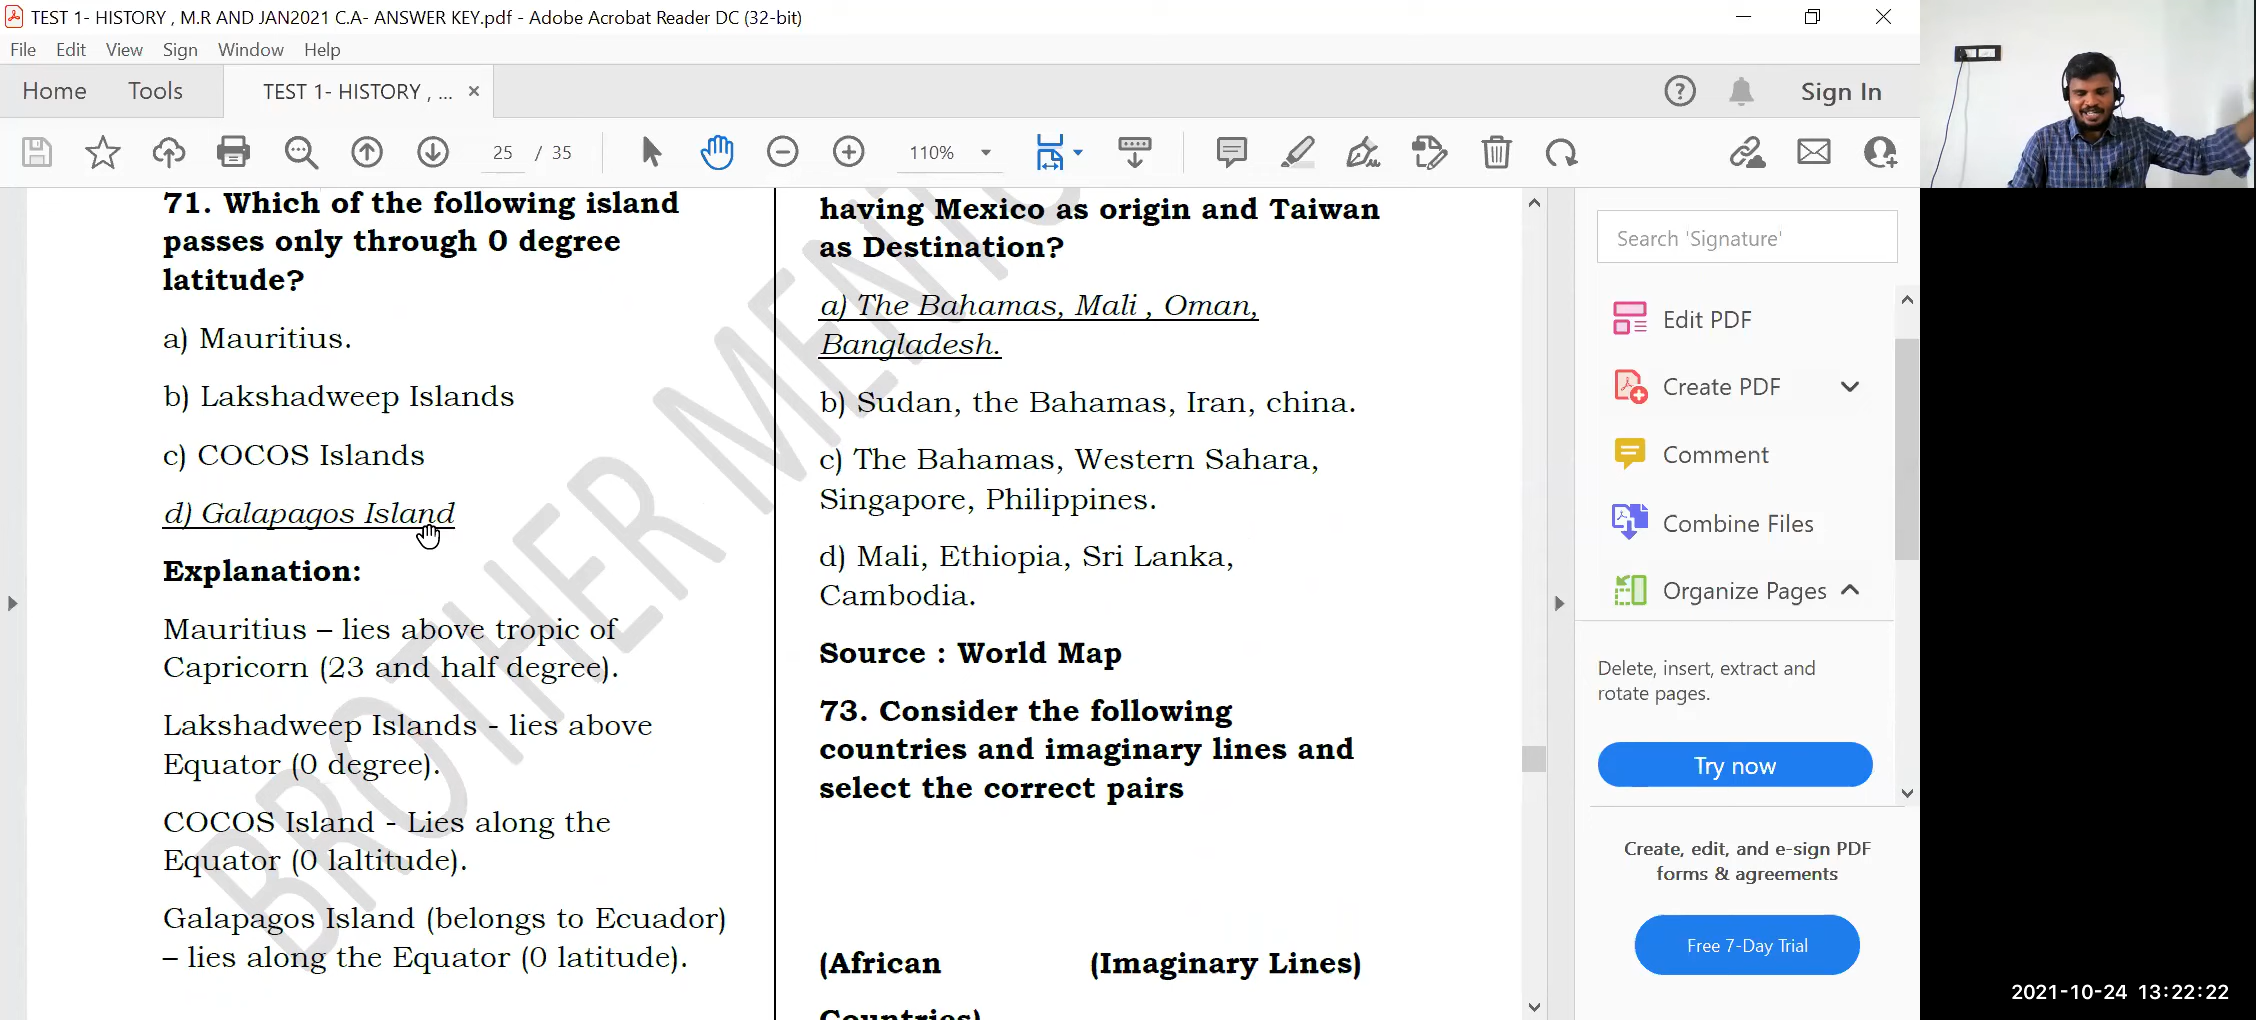 TEST 1- HISTORY , M.R AND JAN2021 C.A- ANSWER KEY.pdf - Adobe Acrobat Reader DC (32-bit)
File Edit View Sign Window Help
Home Tools TEST 1- HISTORY , ... × Sign In
25 / 35 110%
71. Which of the following island
passes only through 0 degree
latitude?
a) Mauritius.
b) Lakshadweep Islands
c) COCOS Islands
d) Galapagos Island
Explanation:
Mauritius – lies above tropic of
Capricorn (23 and half degree).
Lakshadweep Islands - lies above
Equator (0 degree).
COCOS Island - Lies along the
Equator (0 laltitude).
Galapagos Island (belongs to Ecuador)
– lies along the Equator (0 latitude).
having Mexico as origin and Taiwan
as Destination?
a) The Bahamas, Mali , Oman,
Bangladesh.
b) Sudan, the Bahamas, Iran, china.
c) The Bahamas, Western Sahara,
Singapore, Philippines.
d) Mali, Ethiopia, Sri Lanka,
Cambodia.
Source : World Map
73. Consider the following
countries and imaginary lines and
select the correct pairs
(African (Imaginary Lines)
Countries)
BROTHER MENTO
Search 'Signature'
Edit PDF
Create PDF
Comment
Combine Files
Organize Pages
Delete, insert, extract and
rotate pages.
Try now
Create, edit, and e-sign PDF
forms & agreements
Free 7-Day Trial
2021-10-24 13:22:22